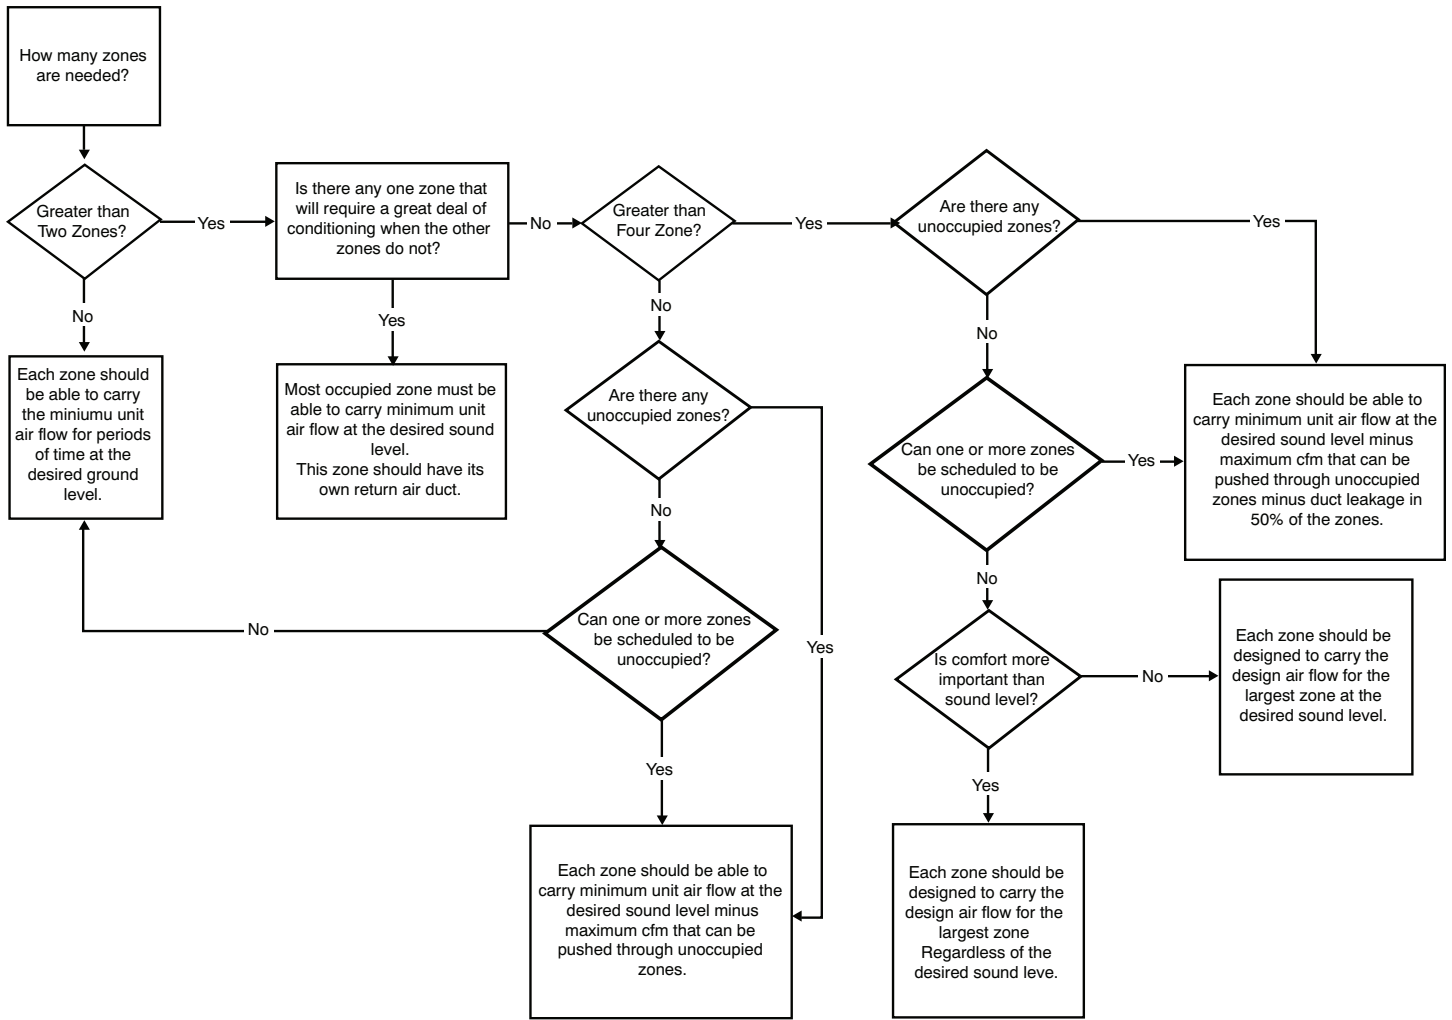 How many zones
are needed?
Greater than
Two Zones?
Yes
Is there any one zone that
will require a great deal of
conditioning when the other
zones do not?
No
Greater than
Four Zone?
Yes
Are there any
unoccupied zones?
Yes
No
Each zone should
be able to carry
the miniumu unit
air flow for periods
of time at the
desired ground
level.
Yes
Most occupied zone must be
able to carry minimum unit
air flow at the desired sound
level.
This zone should have its
own return air duct.
No
Are there any
unoccupied zones?
No
Can one or more zones
be scheduled to be
unoccupied?
No
Yes
Yes
Each zone should be able to
carry minimum unit air flow at the
desired sound level minus
maximum cfm that can be
pushed through unoccupied
zones.
No
Can one or more zones
be scheduled to be
unoccupied?
Yes
Each zone should be able to
carry minimum unit air flow at the
desired sound level minus
maximum cfm that can be
pushed through unoccupied
zones minus duct leakage in
50% of the zones.
No
Is comfort more
important than
sound level?
No
Each zone should be
designed to carry the
design air flow for the
largest zone at the
desired sound level.
Yes
Each zone should be
designed to carry the
design air flow for the
largest zone
Regardless of the
desired sound leve.